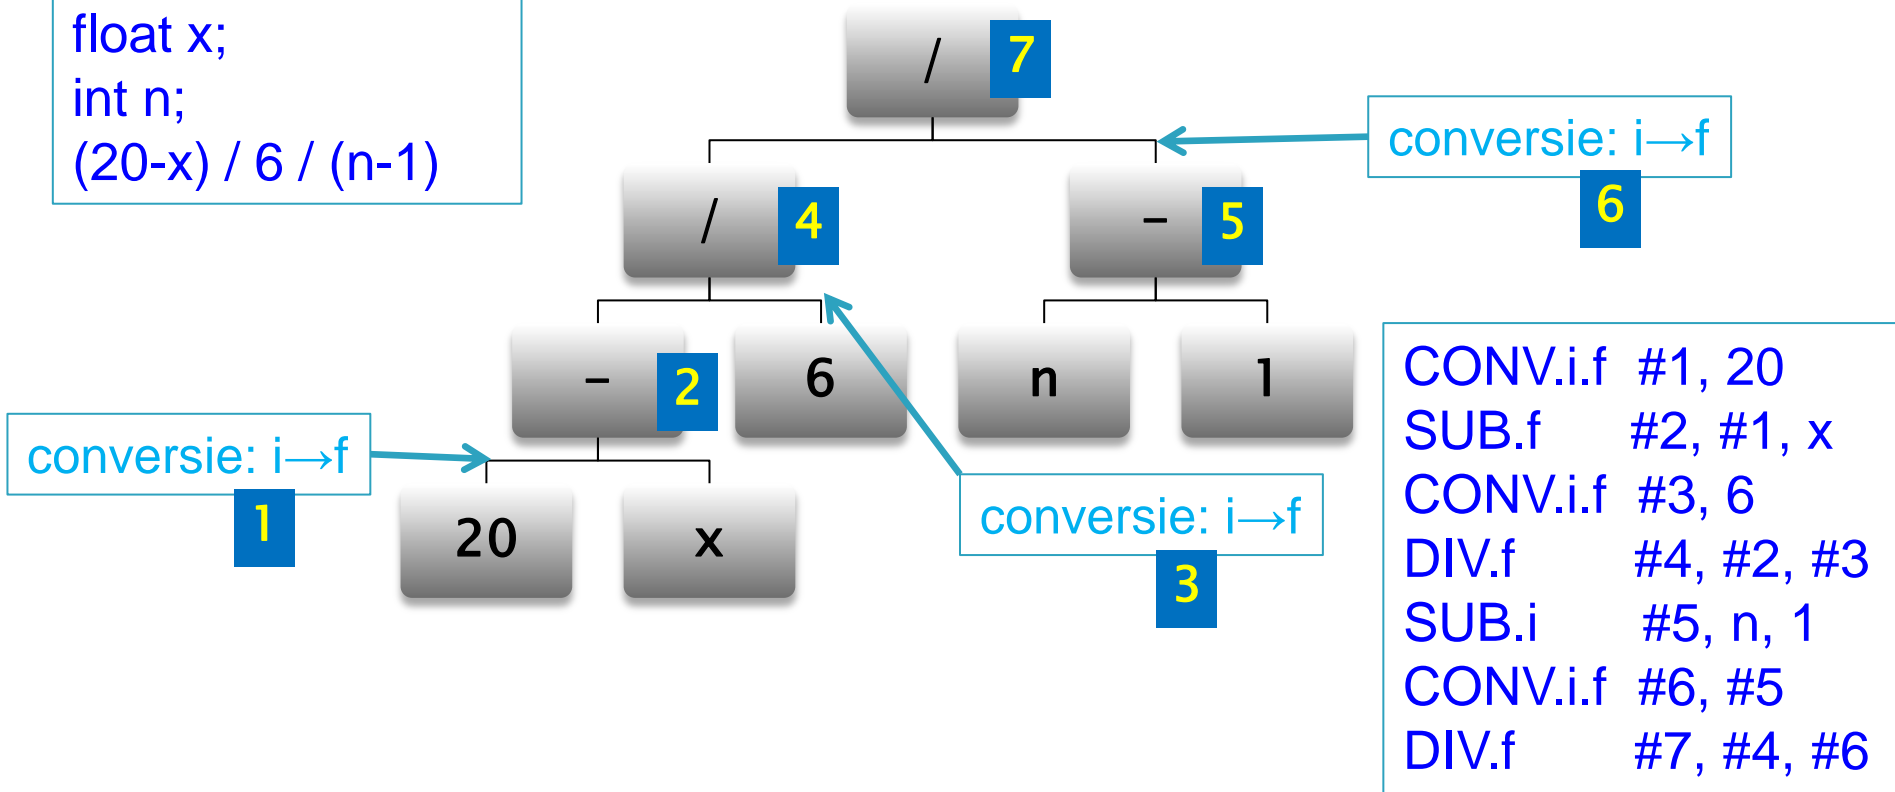 float x;
int n;
(20-x) / 6 / (n-1)
/ 7
conversie: i→f
6
/ 4
- 5
- 2
6
n
1
conversie: i→f
1
20
x
conversie: i→f
3
CONV.i.f #1, 20
SUB.f #2, #1, x
CONV.i.f #3, 6
DIV.f #4, #2, #3
SUB.i #5, n, 1
CONV.i.f #6, #5
DIV.f #7, #4, #6